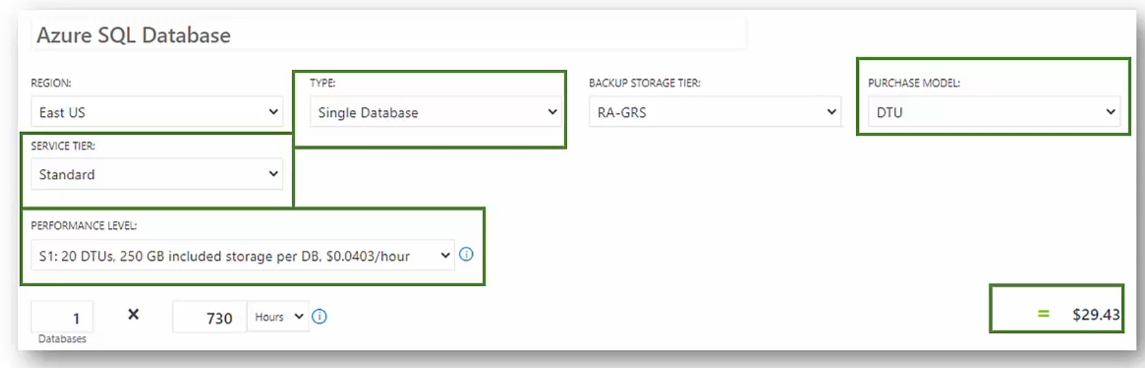 Azure SQL Database
REGION: TYPE: BACKUP STORAGE TIER: PURCHASE MODEL:
East US Single Database RA-GRS DTU
SERVICE TIER:
Standard
PERFORMANCE LEVEL:
S1: 20 DTUs, 250 GB included storage per DB, $0.0403/hour
1 × 730 Hours = $29.43
Databases